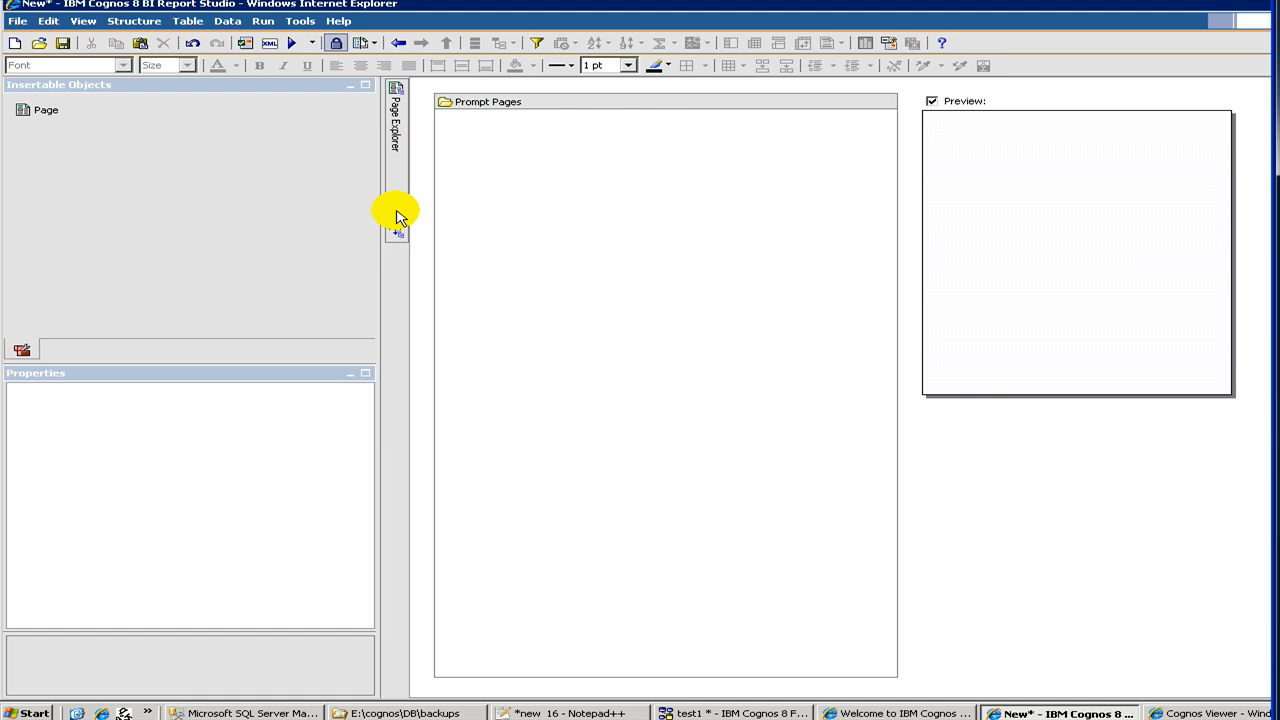 New* - IBM Cognos 8 BI Report Studio - Windows Internet Explorer
File Edit View Structure Table Data Run Tools Help
XML ?
Font Size B I U 1 pt
Insertable Objects
Page
Page Explorer
Prompt Pages
Preview:
Properties
Start » Microsoft SQL Server Ma... E:\cognos\DB\backups *new 16 - Notepad++ test1 * - IBM Cognos 8 F... Welcome to IBM Cognos ... New* - IBM Cognos 8 ... Cognos Viewer - Wind